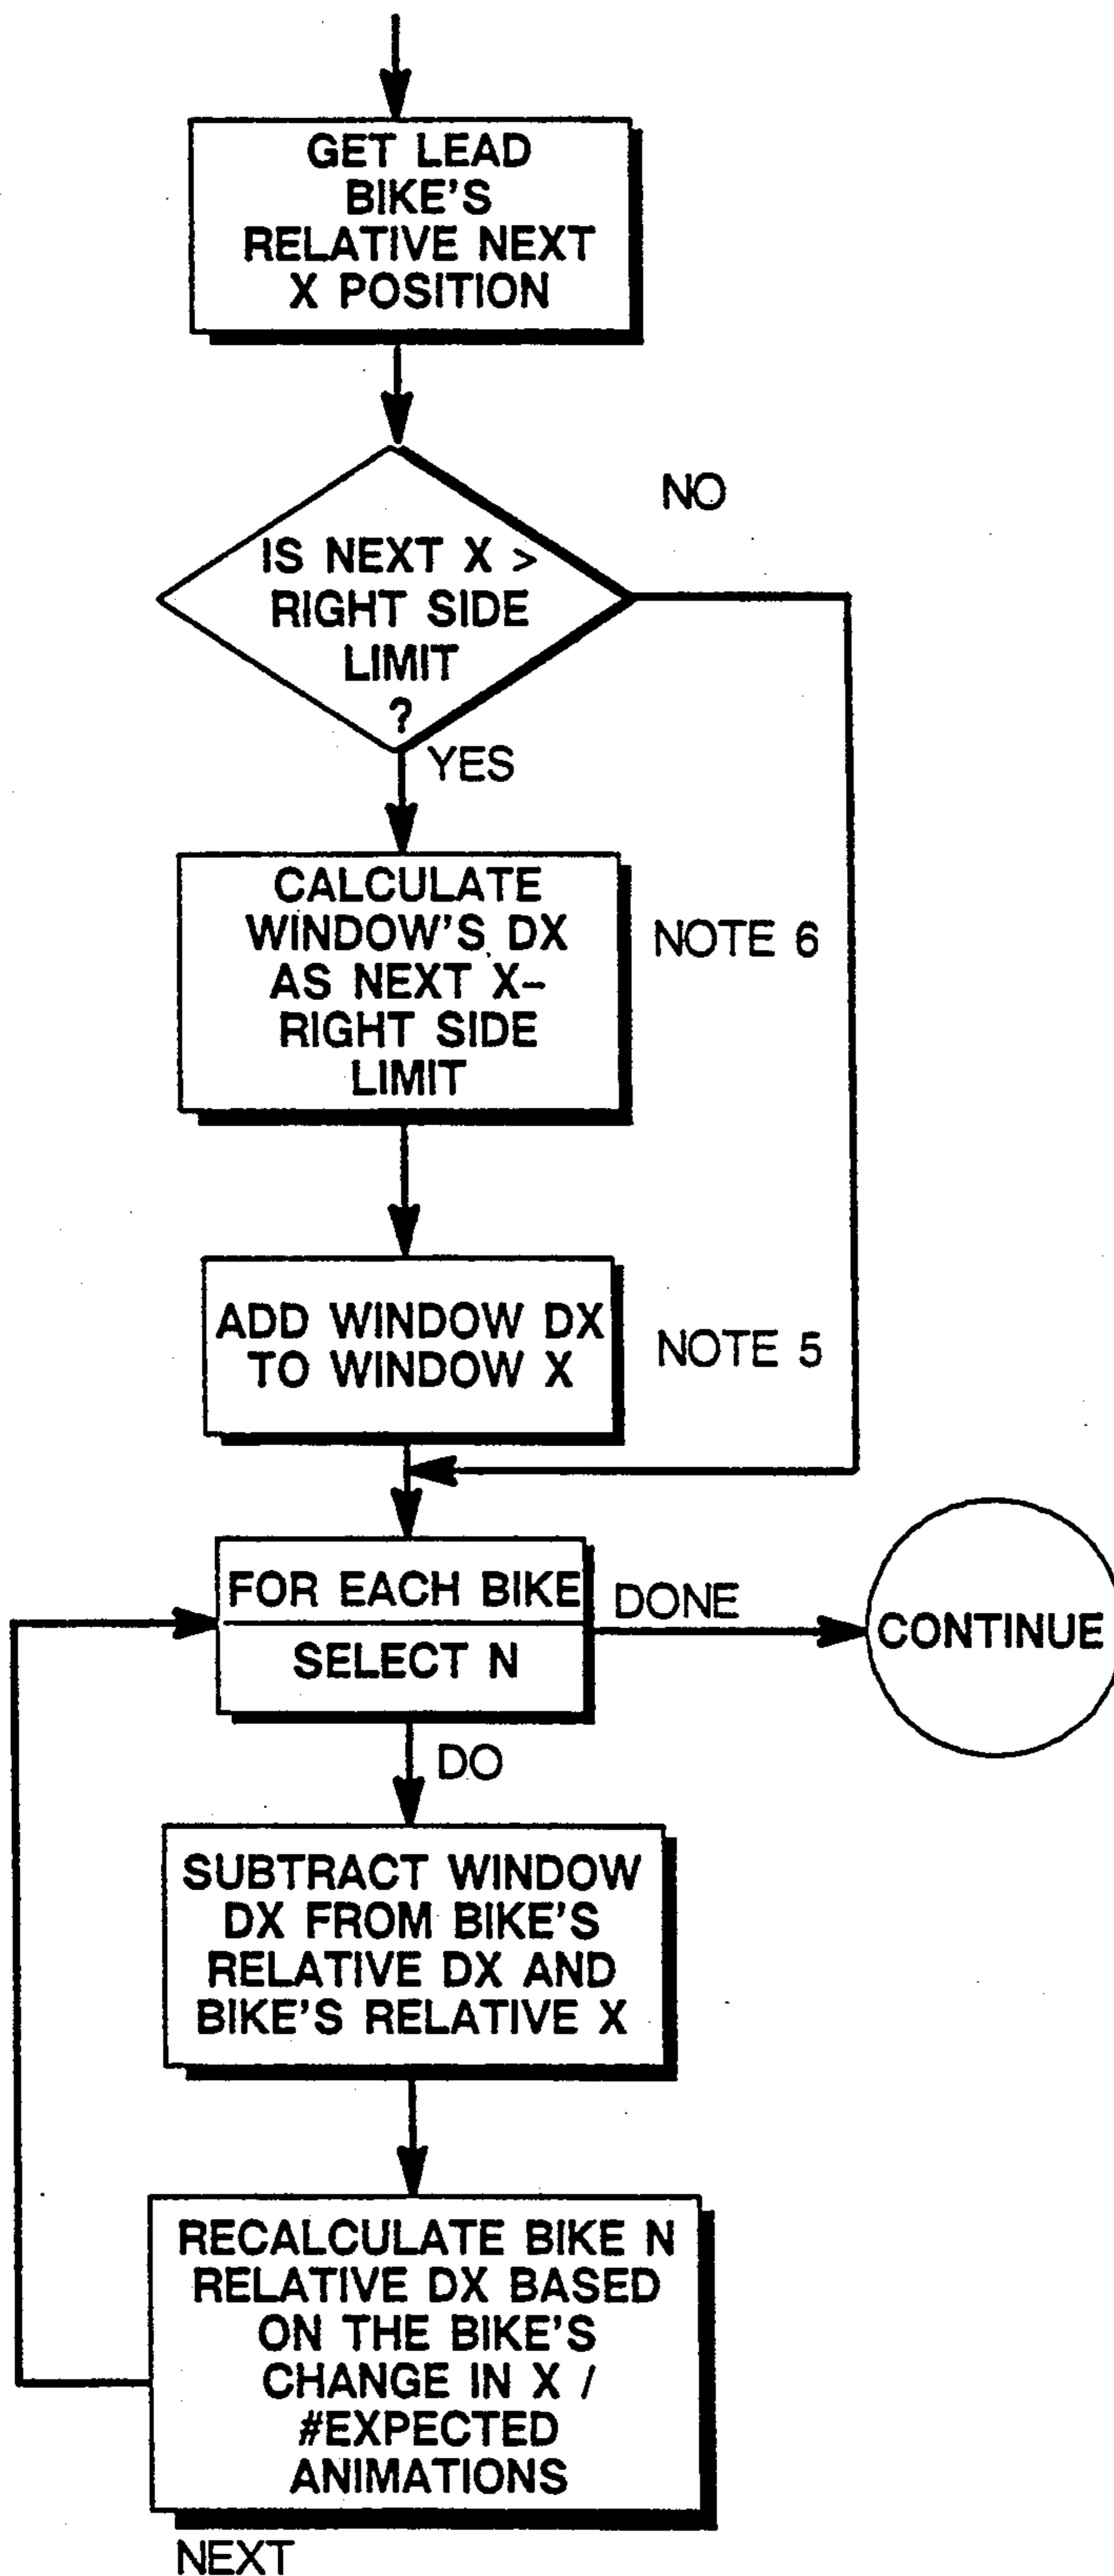 GET LEAD
BIKE'S
RELATIVE NEXT
X POSITION
NO
IS NEXT X >
RIGHT SIDE
LIMIT
?
YES
CALCULATE
WINDOW'S DX
AS NEXT X–
RIGHT SIDE
LIMIT
NOTE 6
ADD WINDOW DX
TO WINDOW X
NOTE 5
FOR EACH BIKE
SELECT N
DONE
CONTINUE
DO
SUBTRACT WINDOW
DX FROM BIKE'S
RELATIVE DX AND
BIKE'S RELATIVE X
RECALCULATE BIKE N
RELATIVE DX BASED
ON THE BIKE'S
CHANGE IN X /
#EXPECTED
ANIMATIONS
NEXT